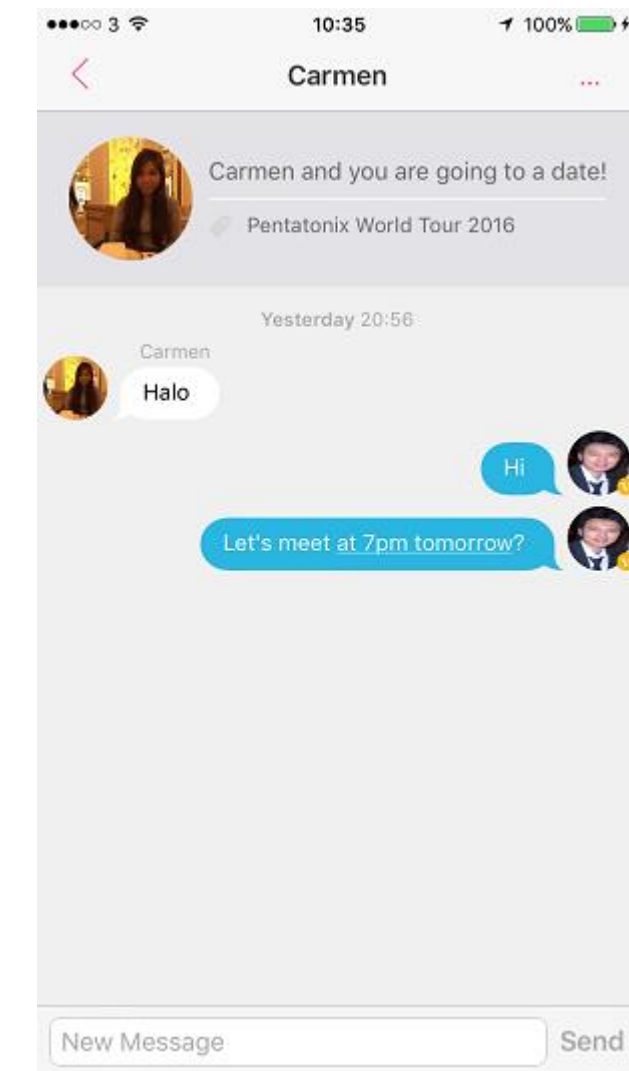 3 10:35 100%
Carmen ...
Carmen and you are going to a date!
Pentatonix World Tour 2016
Yesterday 20:56
Carmen
Halo
Hi
Let's meet at 7pm tomorrow?
New Message Send